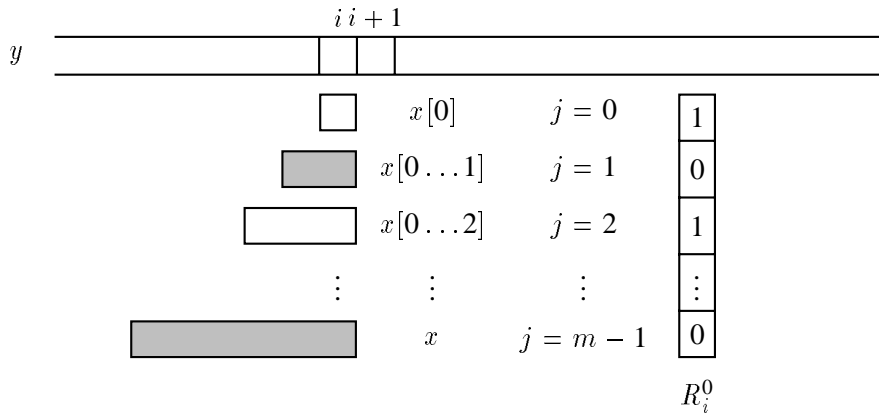 i i + 1
y
x[0] j = 0 1
x[0 . . . 1] j = 1 0
x[0 . . . 2] j = 2 1
⋮ ⋮ ⋮ ⋮
x j = m − 1 0
R_i^0